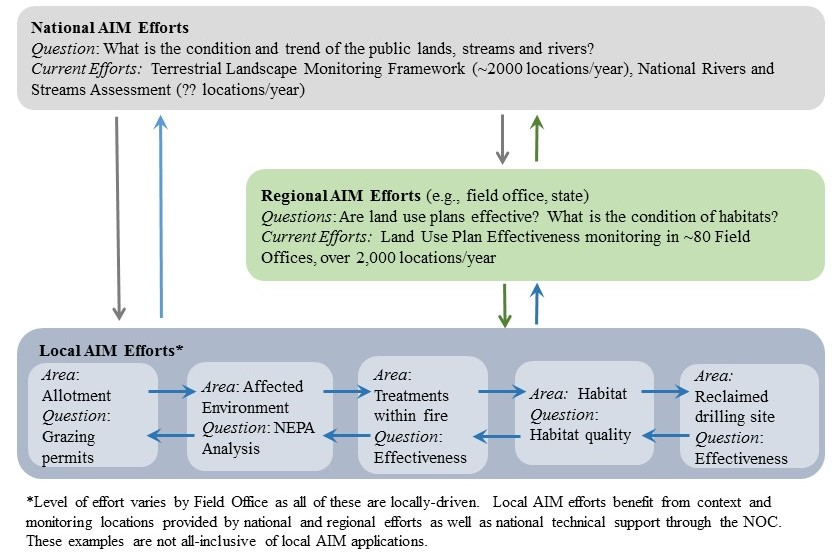 National AIM Efforts
Question: What is the condition and trend of the public lands, streams and rivers?
Current Efforts: Terrestrial Landscape Monitoring Framework (~2000 locations/year), National Rivers and
Streams Assessment (?? locations/year)
Regional AIM Efforts (e.g., field office, state)
Questions: Are land use plans effective? What is the condition of habitats?
Current Efforts: Land Use Plan Effectiveness monitoring in ~80 Field
Offices, over 2,000 locations/year
Local AIM Efforts*
Area:
Allotment
Question:
Grazing
permits
Area: Affected
Environment
Question: NEPA
Analysis
Area:
Treatments
within fire
Question:
Effectiveness
Area: Habitat
Question:
Habitat quality
Area:
Reclaimed
drilling site
Question:
Effectiveness
*Level of effort varies by Field Office as all of these are locally-driven. Local AIM efforts benefit from context and
monitoring locations provided by national and regional efforts as well as national technical support through the NOC.
These examples are not all-inclusive of local AIM applications.